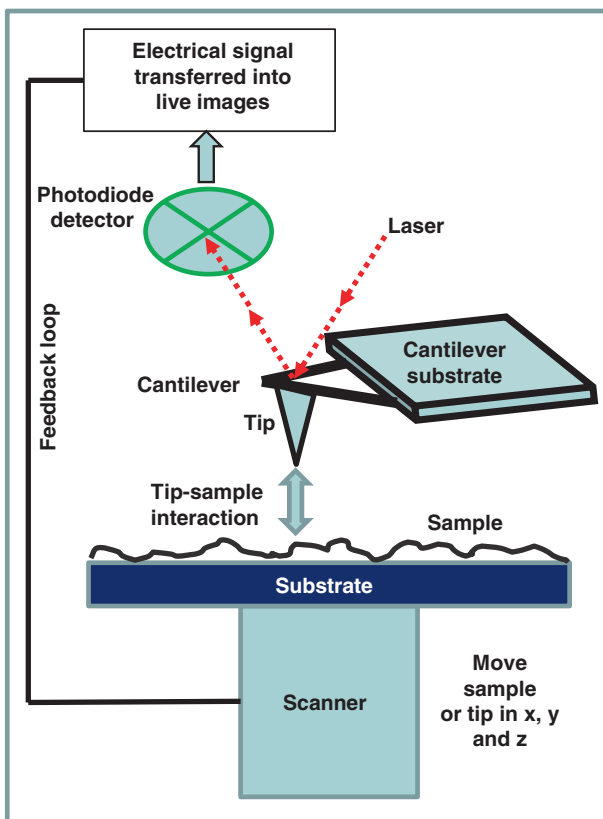 Electrical signal
transferred into
live images
Photodiode
detector
Laser
Feedback loop
Cantilever
substrate
Cantilever
Tip
Tip-sample
interaction
Sample
Substrate
Scanner
Move
sample
or tip in x, y
and z